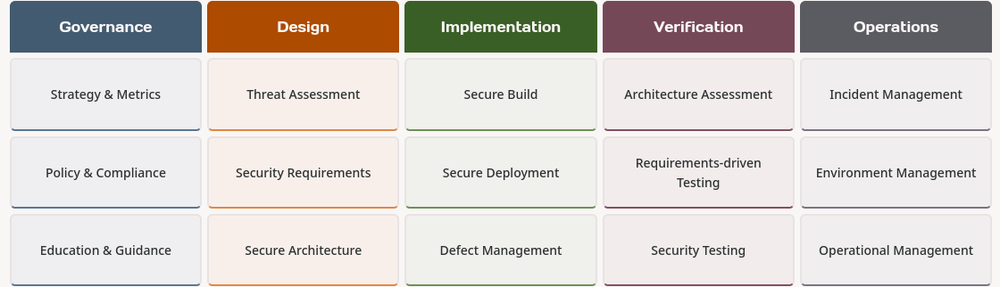 Governance
Design
Implementation
Verification
Operations
Strategy & Metrics
Threat Assessment
Secure Build
Architecture Assessment
Incident Management
Policy & Compliance
Security Requirements
Secure Deployment
Requirements-driven
Testing
Environment Management
Education & Guidance
Secure Architecture
Defect Management
Security Testing
Operational Management